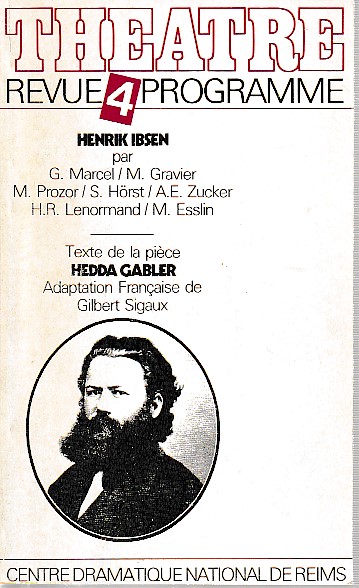 THEATRE
REVUE 4 PROGRAMME
HENRIK IBSEN
par
G. Marcel / M. Gravier
M. Prozor / S. Hörst / A.E. Zucker
H.R. Lenormand / M. Esslin
Texte de la pièce
HEDDA GABLER
Adaptation Française de
Gilbert Sigaux
CENTRE DRAMATIQUE NATIONAL DE REIMS